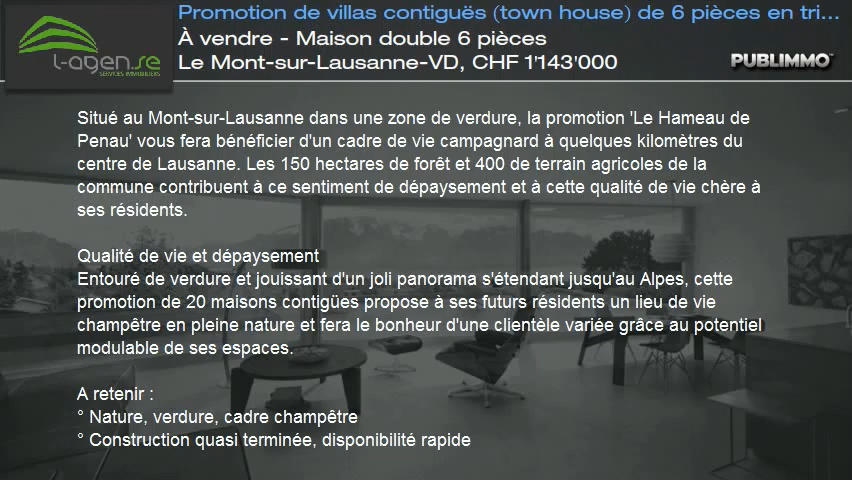 Promotion de villas contiguës (town house) de 6 pièces en tri...
l-agen.se
SERVICES IMMOBILIERS
À vendre - Maison double 6 pièces
Le Mont-sur-Lausanne-VD, CHF 1'143'000
PUBLIMMO
Situé au Mont-sur-Lausanne dans une zone de verdure, la promotion 'Le Hameau de
Penau' vous fera bénéficier d'un cadre de vie campagnard à quelques kilomètres du
centre de Lausanne. Les 150 hectares de forêt et 400 de terrain agricoles de la
commune contribuent à ce sentiment de dépaysement et à cette qualité de vie chère à
ses résidents.
Qualité de vie et dépaysement
Entouré de verdure et jouissant d'un joli panorama s'étendant jusqu'au Alpes, cette
promotion de 20 maisons contigües propose à ses futurs résidents un lieu de vie
champêtre en pleine nature et fera le bonheur d'une clientèle variée grâce au potentiel
modulable de ses espaces.
A retenir :
° Nature, verdure, cadre champêtre
° Construction quasi terminée, disponibilité rapide